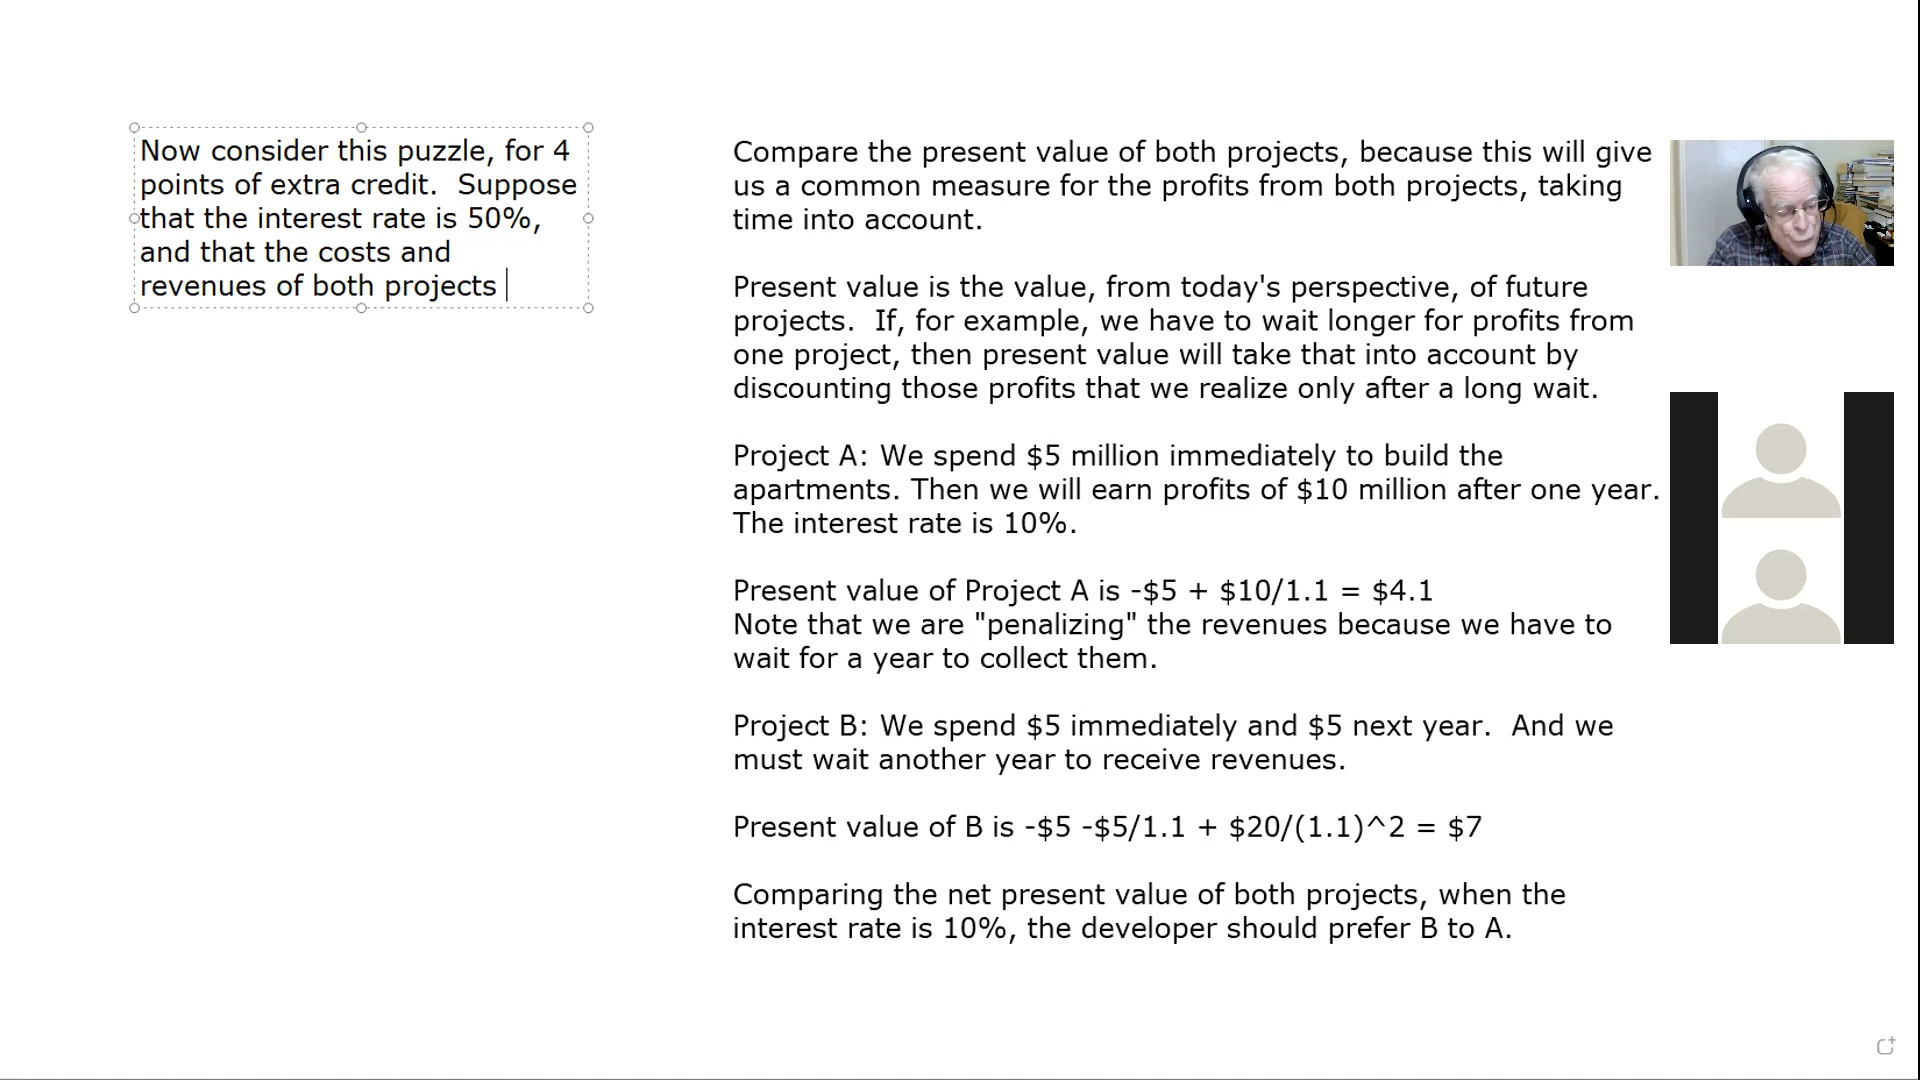 Now consider this puzzle, for 4
points of extra credit.  Suppose
that the interest rate is 50%,
and that the costs and
revenues of both projects
Compare the present value of both projects, because this will give
us a common measure for the profits from both projects, taking
time into account.
Present value is the value, from today's perspective, of future
projects.  If, for example, we have to wait longer for profits from
one project, then present value will take that into account by
discounting those profits that we realize only after a long wait.
Project A: We spend $5 million immediately to build the
apartments. Then we will earn profits of $10 million after one year.
The interest rate is 10%.
Present value of Project A is -$5 + $10/1.1 = $4.1
Note that we are "penalizing" the revenues because we have to
wait for a year to collect them.
Project B: We spend $5 immediately and $5 next year.  And we
must wait another year to receive revenues.
Present value of B is -$5 -$5/1.1 + $20/(1.1)^2 = $7
Comparing the net present value of both projects, when the
interest rate is 10%, the developer should prefer B to A.